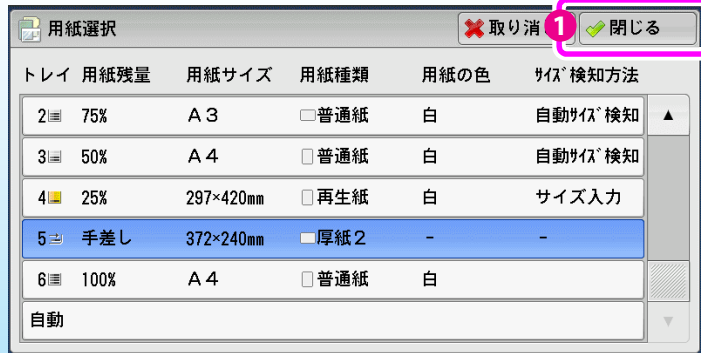 用紙選択 取り消 1 閉じる
トレイ 用紙残量 用紙サイズ 用紙種類 用紙の色 ｻｲｽﾞ検知方法
2 75% A3 普通紙 白 自動ｻｲｽﾞ検知
3 50% A4 普通紙 白 自動ｻｲｽﾞ検知
4 25% 297×420mm 再生紙 白 サイズ入力
5 手差し 372×240mm 厚紙2 - -
6 100% A4 普通紙 白
自動